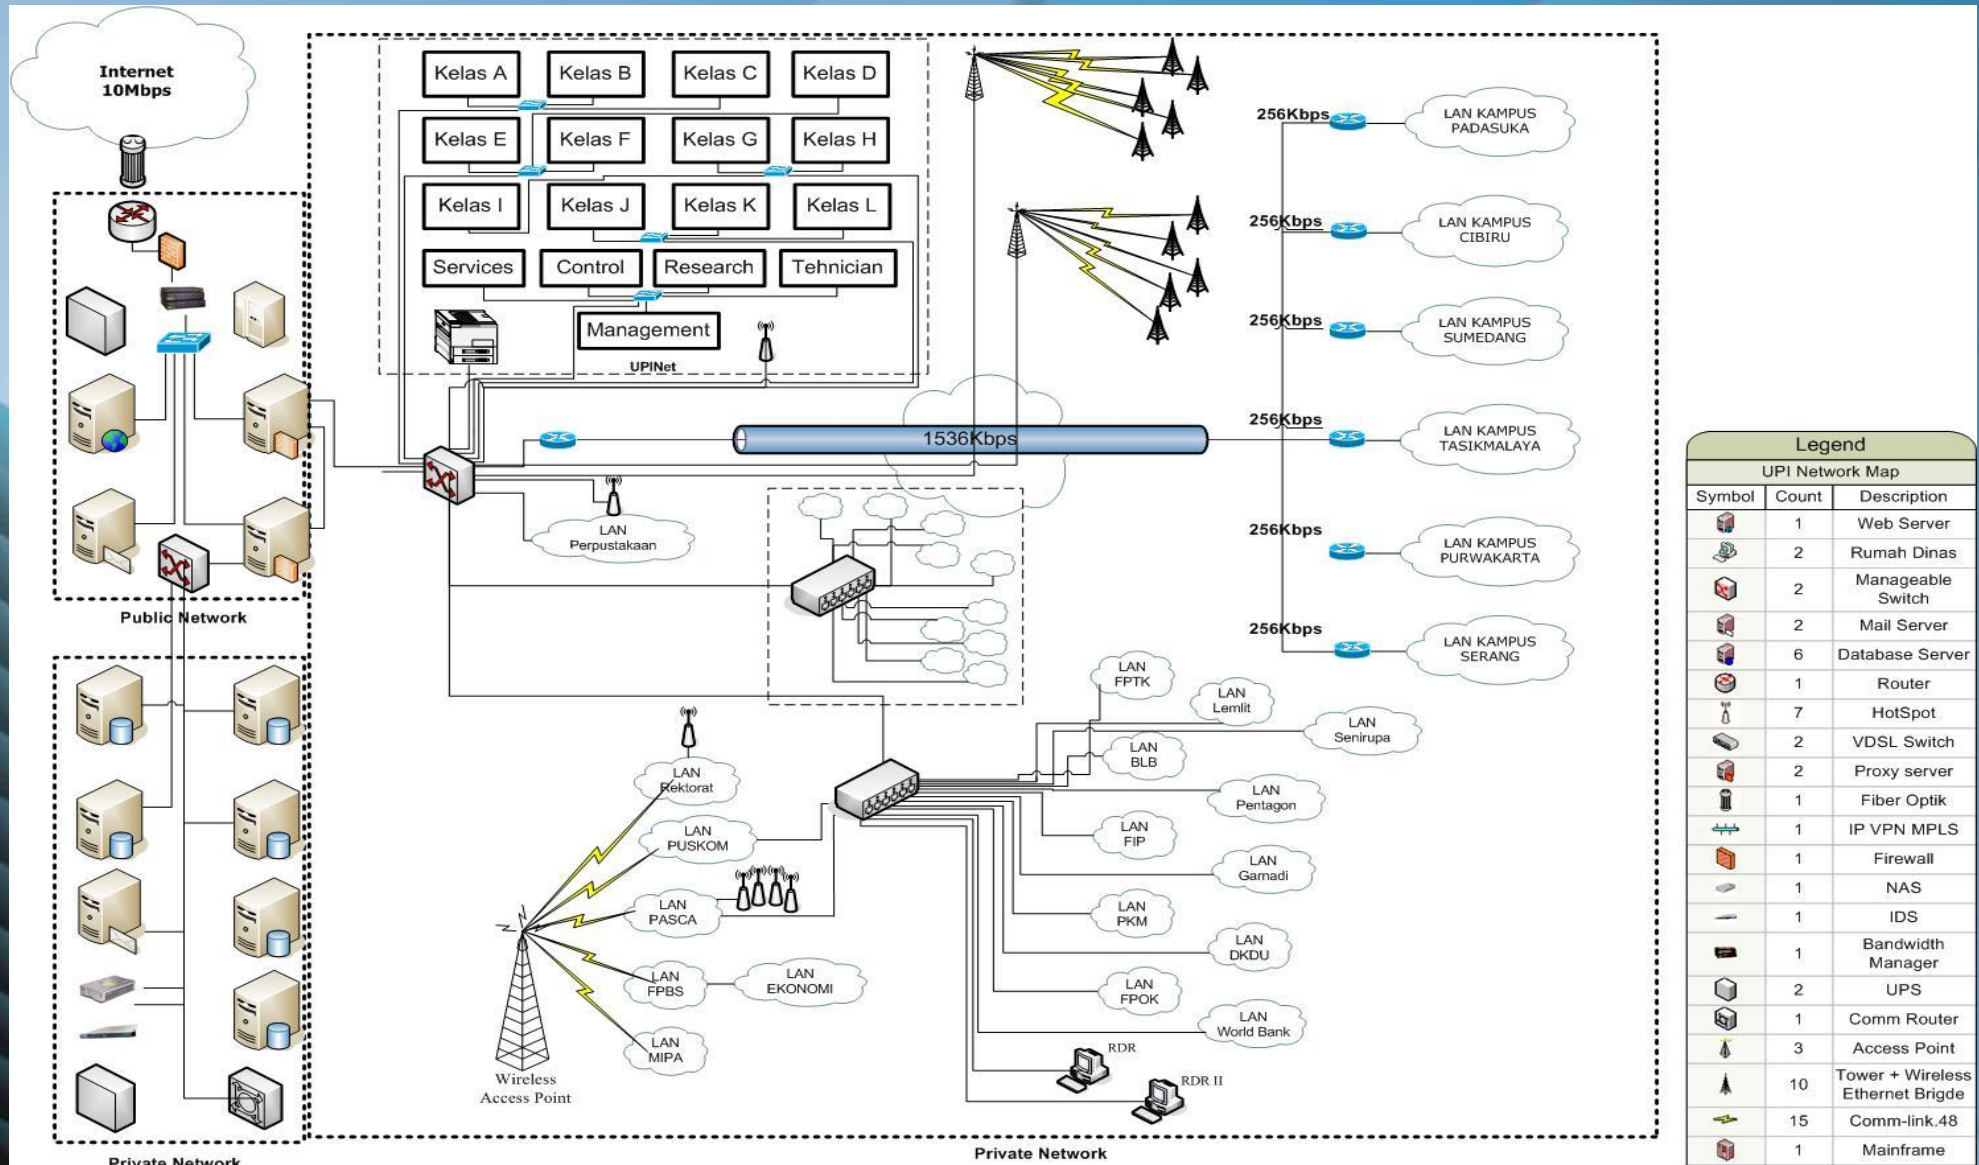 Internet
10Mbps
Public Network
Private Network
Kelas A
Kelas B
Kelas C
Kelas D
Kelas E
Kelas F
Kelas G
Kelas H
Kelas I
Kelas J
Kelas K
Kelas L
Services
Control
Research
Tehnician
Management
UPINet
1536Kbps
LAN
Perpustakaan
256Kbps
LAN KAMPUS
PADASUKA
256Kbps
LAN KAMPUS
CIBIRU
256Kbps
LAN KAMPUS
SUMEDANG
256Kbps
LAN KAMPUS
TASIKMALAYA
256Kbps
LAN KAMPUS
PURWAKARTA
256Kbps
LAN KAMPUS
SERANG
LAN
FPTK
LAN
Lemlit
LAN
Senirupa
LAN
BLB
LAN
Pentagon
LAN
FIP
LAN
Garnadi
LAN
PKM
LAN
DKDU
LAN
FPOK
LAN
World Bank
RDR
RDR II
LAN
Rektorat
LAN
PUSKOM
LAN
PASCA
LAN
FPBS
LAN
EKONOMI
LAN
MIPA
Wireless
Access Point
Private Network
Legend
UPI Network Map
Symbol Count Description
1 Web Server
2 Rumah Dinas
2 Manageable
Switch
2 Mail Server
6 Database Server
1 Router
7 HotSpot
2 VDSL Switch
2 Proxy server
1 Fiber Optik
1 IP VPN MPLS
1 Firewall
1 NAS
1 IDS
1 Bandwidth
Manager
2 UPS
1 Comm Router
3 Access Point
10 Tower + Wireless
Ethernet Brigde
15 Comm-link.48
1 Mainframe